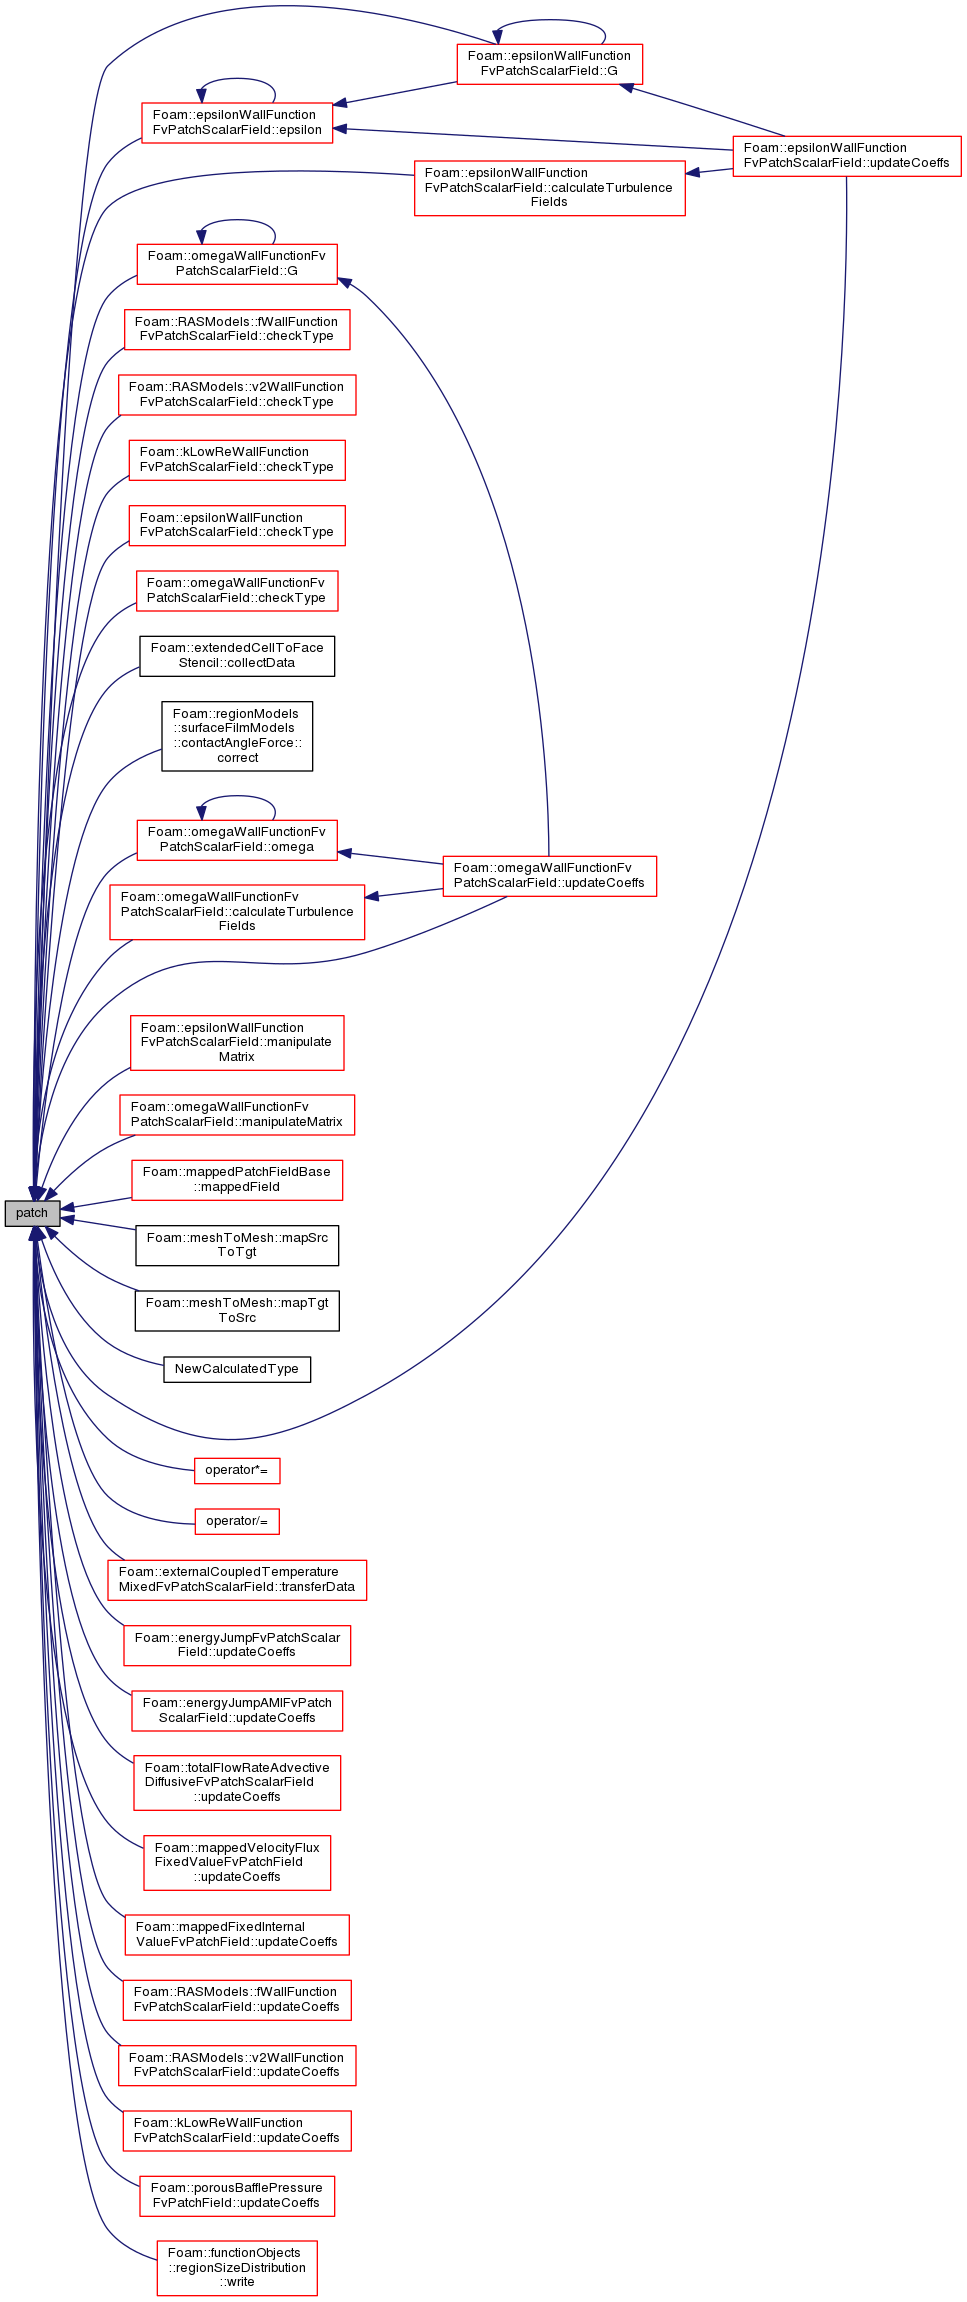 Foam::epsilonWallFunction
FvPatchScalarField::G
Foam::epsilonWallFunction
FvPatchScalarField::epsilon
Foam::epsilonWallFunction
FvPatchScalarField::updateCoeffs
Foam::epsilonWallFunction
FvPatchScalarField::calculateTurbulence
Fields
Foam::omegaWallFunctionFv
PatchScalarField::G
Foam::RASModels::fWallFunction
FvPatchScalarField::checkType
Foam::RASModels::v2WallFunction
FvPatchScalarField::checkType
Foam::kLowReWallFunction
FvPatchScalarField::checkType
Foam::epsilonWallFunction
FvPatchScalarField::checkType
Foam::omegaWallFunctionFv
PatchScalarField::checkType
Foam::extendedCellToFace
Stencil::collectData
Foam::regionModels
::surfaceFilmModels
::contactAngleForce::
correct
Foam::omegaWallFunctionFv
PatchScalarField::omega
Foam::omegaWallFunctionFv
PatchScalarField::updateCoeffs
Foam::omegaWallFunctionFv
PatchScalarField::calculateTurbulence
Fields
Foam::epsilonWallFunction
FvPatchScalarField::manipulate
Matrix
Foam::omegaWallFunctionFv
PatchScalarField::manipulateMatrix
Foam::mappedPatchFieldBase
::mappedField
patch
Foam::meshToMesh::mapSrc
ToTgt
Foam::meshToMesh::mapTgt
ToSrc
NewCalculatedType
operator*=
operator/=
Foam::externalCoupledTemperature
MixedFvPatchScalarField::transferData
Foam::energyJumpFvPatchScalar
Field::updateCoeffs
Foam::energyJumpAMIFvPatch
ScalarField::updateCoeffs
Foam::totalFlowRateAdvective
DiffusiveFvPatchScalarField
::updateCoeffs
Foam::mappedVelocityFlux
FixedValueFvPatchField
::updateCoeffs
Foam::mappedFixedInternal
ValueFvPatchField::updateCoeffs
Foam::RASModels::fWallFunction
FvPatchScalarField::updateCoeffs
Foam::RASModels::v2WallFunction
FvPatchScalarField::updateCoeffs
Foam::kLowReWallFunction
FvPatchScalarField::updateCoeffs
Foam::porousBafflePressure
FvPatchField::updateCoeffs
Foam::functionObjects
::regionSizeDistribution
::write